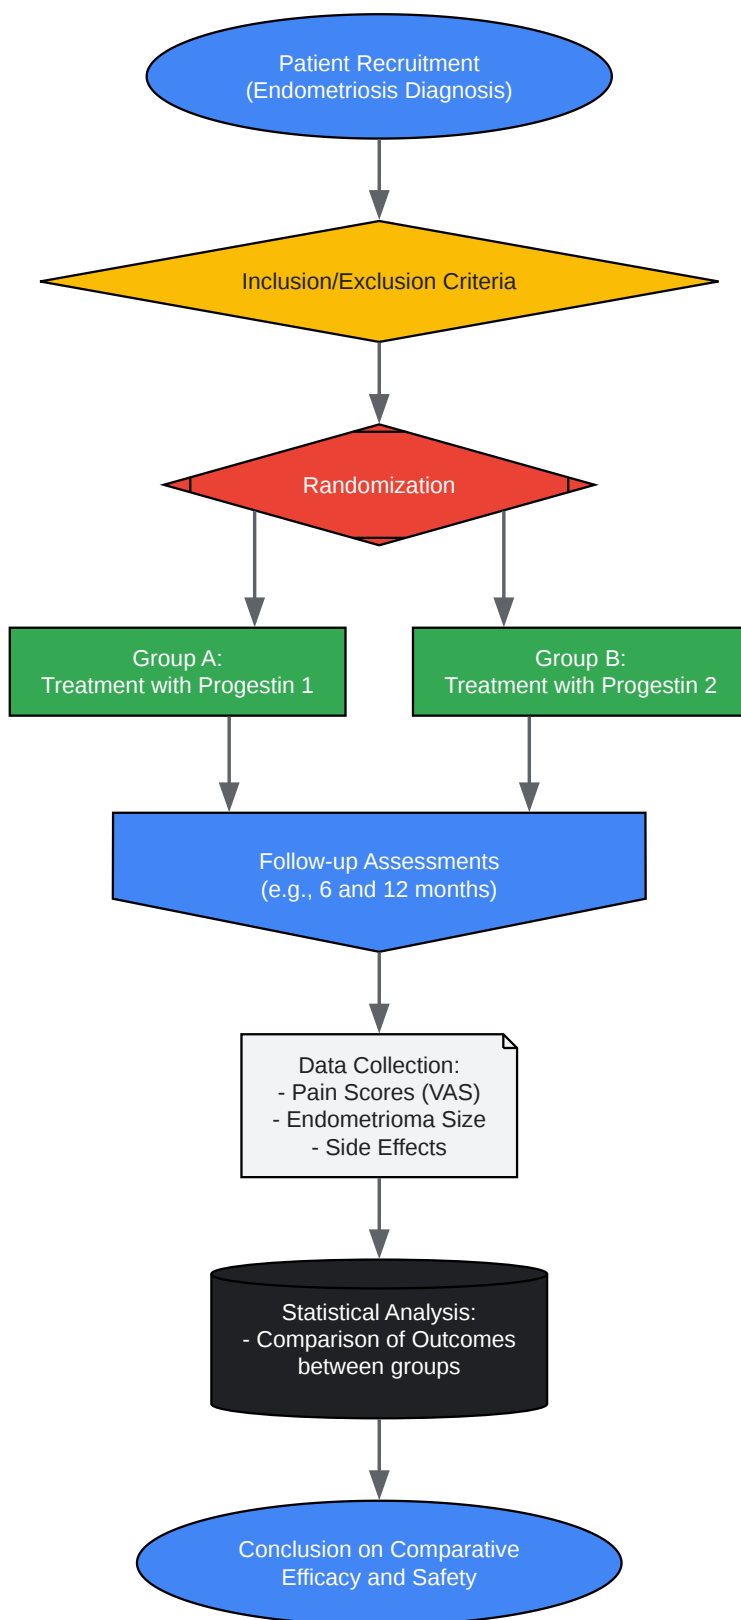 Patient Recruitment
(Endometriosis Diagnosis)
Inclusion/Exclusion Criteria
Randomization
Group A:
Treatment with Progestin 1
Group B:
Treatment with Progestin 2
Follow-up Assessments
(e.g., 6 and 12 months)
Data Collection:
- Pain Scores (VAS)
- Endometrioma Size
- Side Effects
Statistical Analysis:
- Comparison of Outcomes
between groups
Conclusion on Comparative
Efficacy and Safety